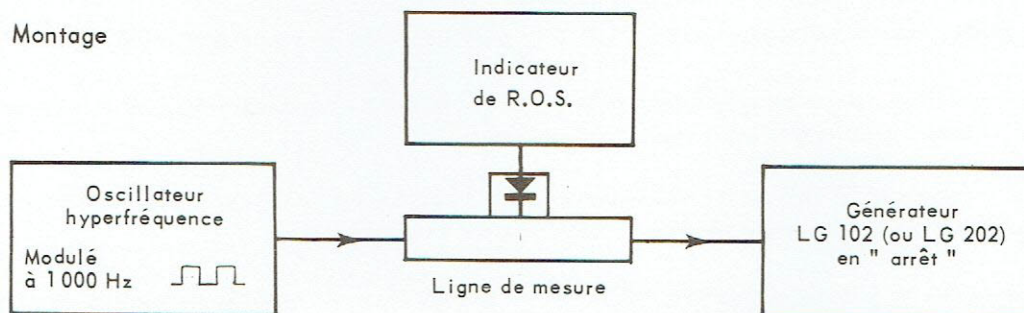 Montage
Indicateur
de R.O.S.
Oscillateur
hyperfréquence
Modulé
à 1000 Hz
Ligne de mesure
Générateur
LG 102 (ou LG 202)
en " arrêt "